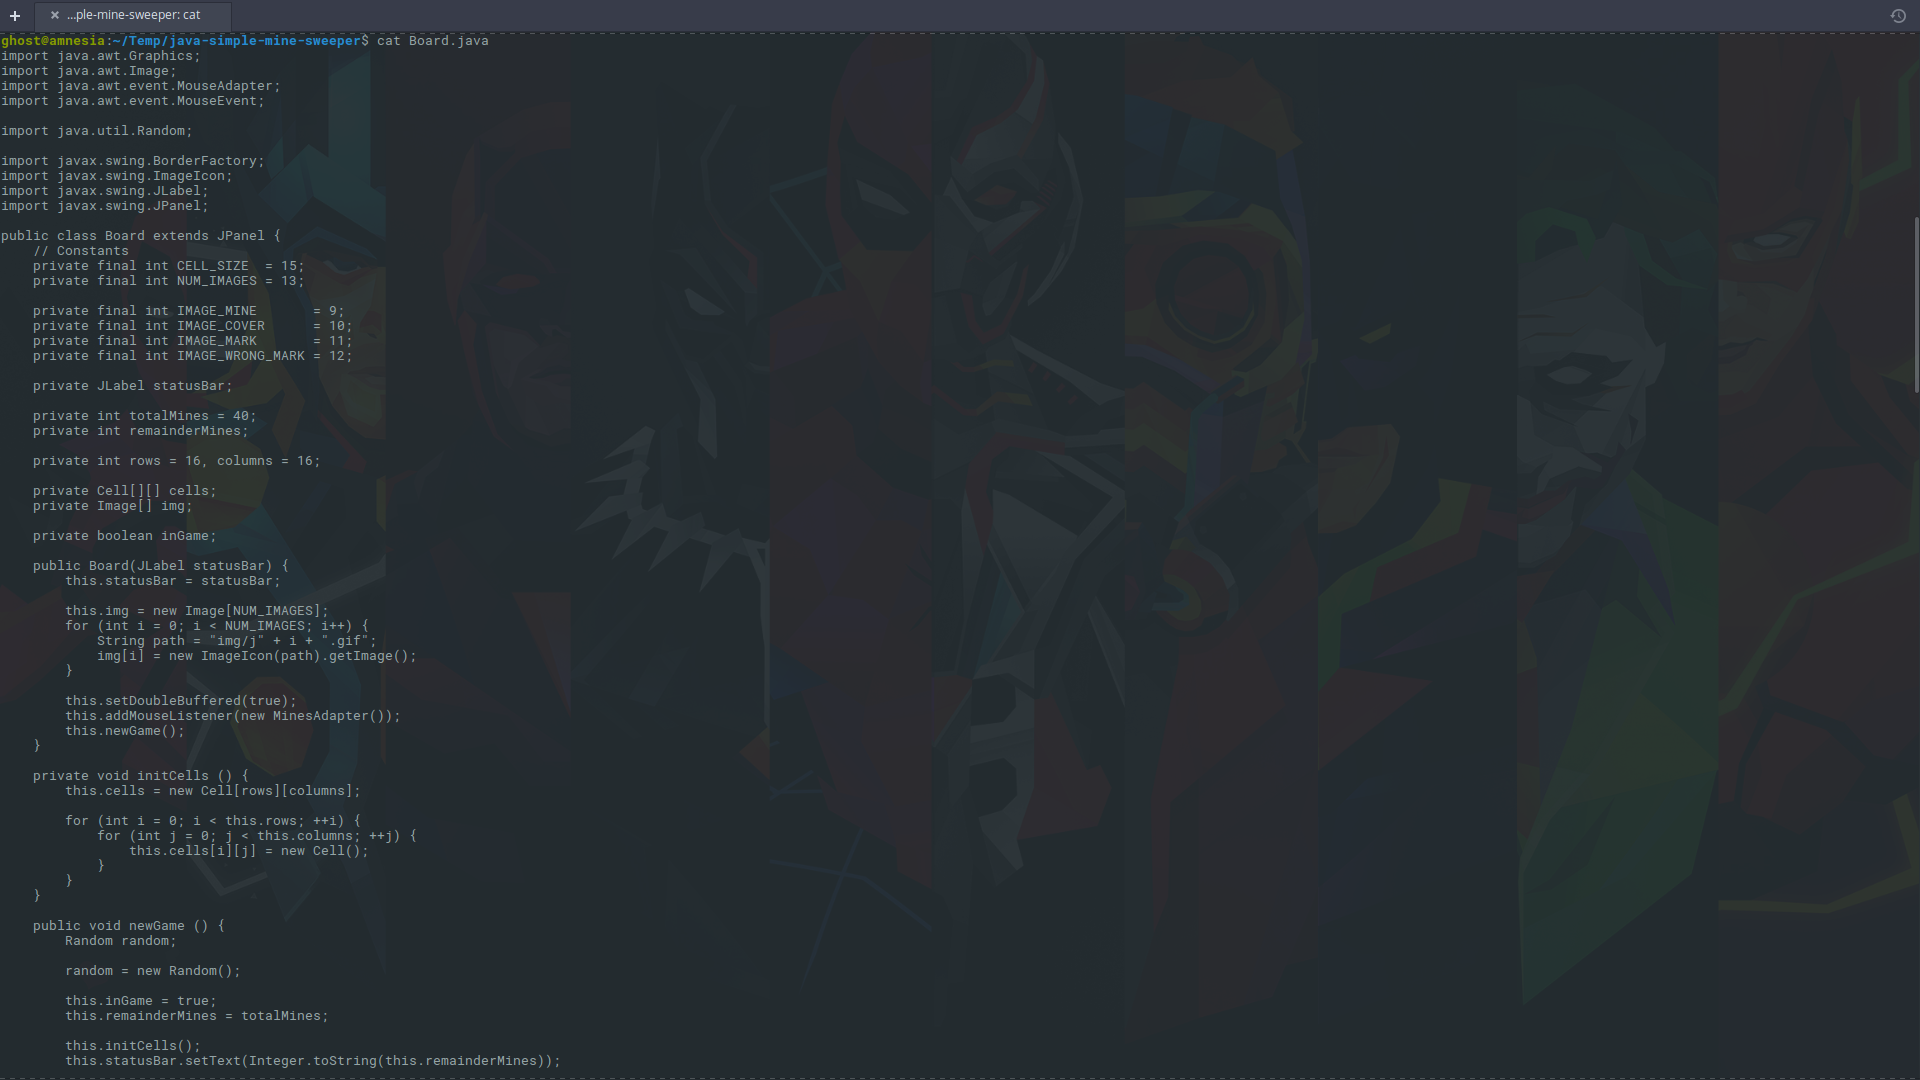 ...ple-mine-sweeper: cat
ghost@amnesia:~/Temp/java-simple-mine-sweeper$ cat Board.java
import java.awt.Graphics;
import java.awt.Image;
import java.awt.event.MouseAdapter;
import java.awt.event.MouseEvent;

import java.util.Random;

import javax.swing.BorderFactory;
import javax.swing.ImageIcon;
import javax.swing.JLabel;
import javax.swing.JPanel;

public class Board extends JPanel {
    // Constants
    private final int CELL_SIZE  = 15;
    private final int NUM_IMAGES = 13;

    private final int IMAGE_MINE       = 9;
    private final int IMAGE_COVER      = 10;
    private final int IMAGE_MARK       = 11;
    private final int IMAGE_WRONG_MARK = 12;

    private JLabel statusBar;

    private int totalMines = 40;
    private int remainderMines;

    private int rows = 16, columns = 16;

    private Cell[][] cells;
    private Image[] img;

    private boolean inGame;

    public Board(JLabel statusBar) {
        this.statusBar = statusBar;

        this.img = new Image[NUM_IMAGES];
        for (int i = 0; i < NUM_IMAGES; i++) {
            String path = "img/j" + i + ".gif";
            img[i] = new ImageIcon(path).getImage();
        }

        this.setDoubleBuffered(true);
        this.addMouseListener(new MinesAdapter());
        this.newGame();
    }

    private void initCells () {
        this.cells = new Cell[rows][columns];

        for (int i = 0; i < this.rows; ++i) {
            for (int j = 0; j < this.columns; ++j) {
                this.cells[i][j] = new Cell();
            }
        }
    }

    public void newGame () {
        Random random;

        random = new Random();

        this.inGame = true;
        this.remainderMines = totalMines;

        this.initCells();
        this.statusBar.setText(Integer.toString(this.remainderMines));